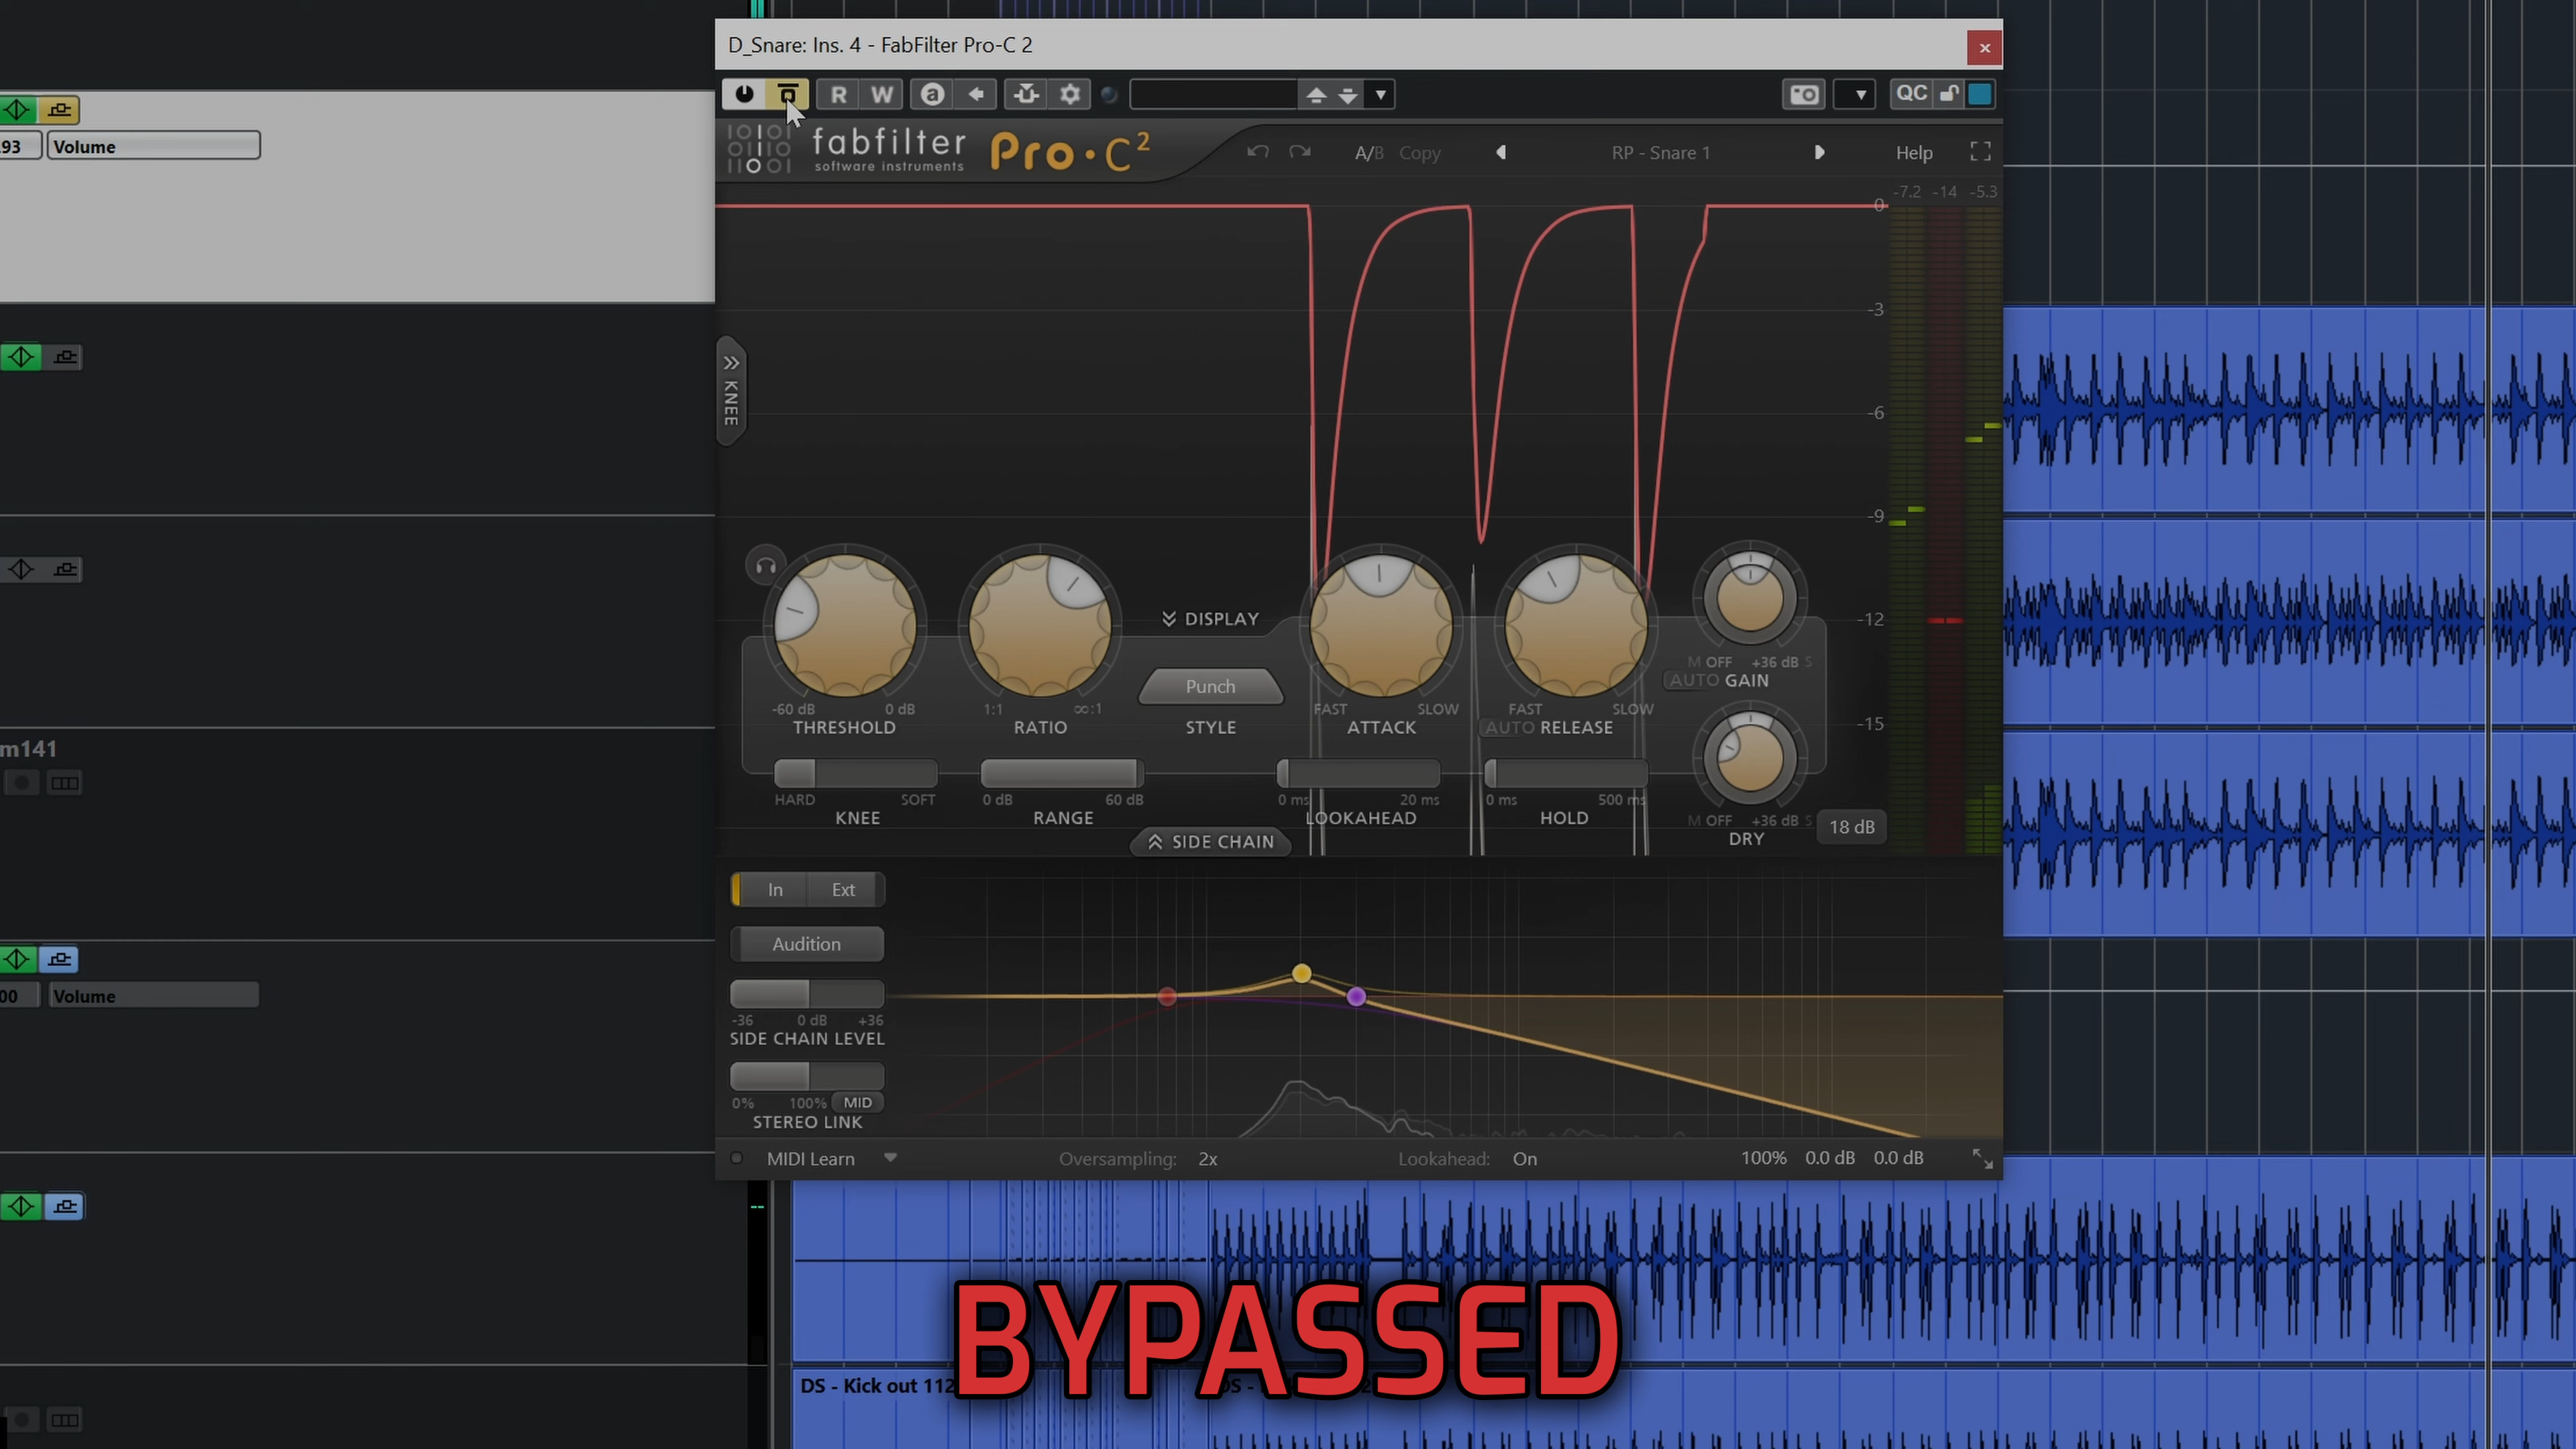 D_Snare: Ins. 4 - FabFilter Pro-C 2
x
R W a QC
.93 Volume
fabfilter
software instruments
Pro·C²
A/B Copy
RP - Snare 1
Help
-7.2 -14 -5.3
0
-3
-6
-9
-12
-15
KNEE
DISPLAY
Punch
STYLE
-60 dB 0 dB
THRESHOLD
1:1 ∞:1
RATIO
FAST SLOW
ATTACK
FAST SLOW
AUTO RELEASE
M OFF +36 dB S
AUTO GAIN
HARD SOFT
KNEE
0 dB 60 dB
RANGE
0 ms 20 ms
LOOKAHEAD
0 ms 500 ms
HOLD
M OFF +36 dB S
DRY
18 dB
SIDE CHAIN
m141
In Ext
Audition
-36 0 dB +36
SIDE CHAIN LEVEL
0% 100% MID
STEREO LINK
00 Volume
MIDI Learn
Oversampling: 2x
Lookahead: On
100% 0.0 dB 0.0 dB
DS - Kick out 112
BYPASSED